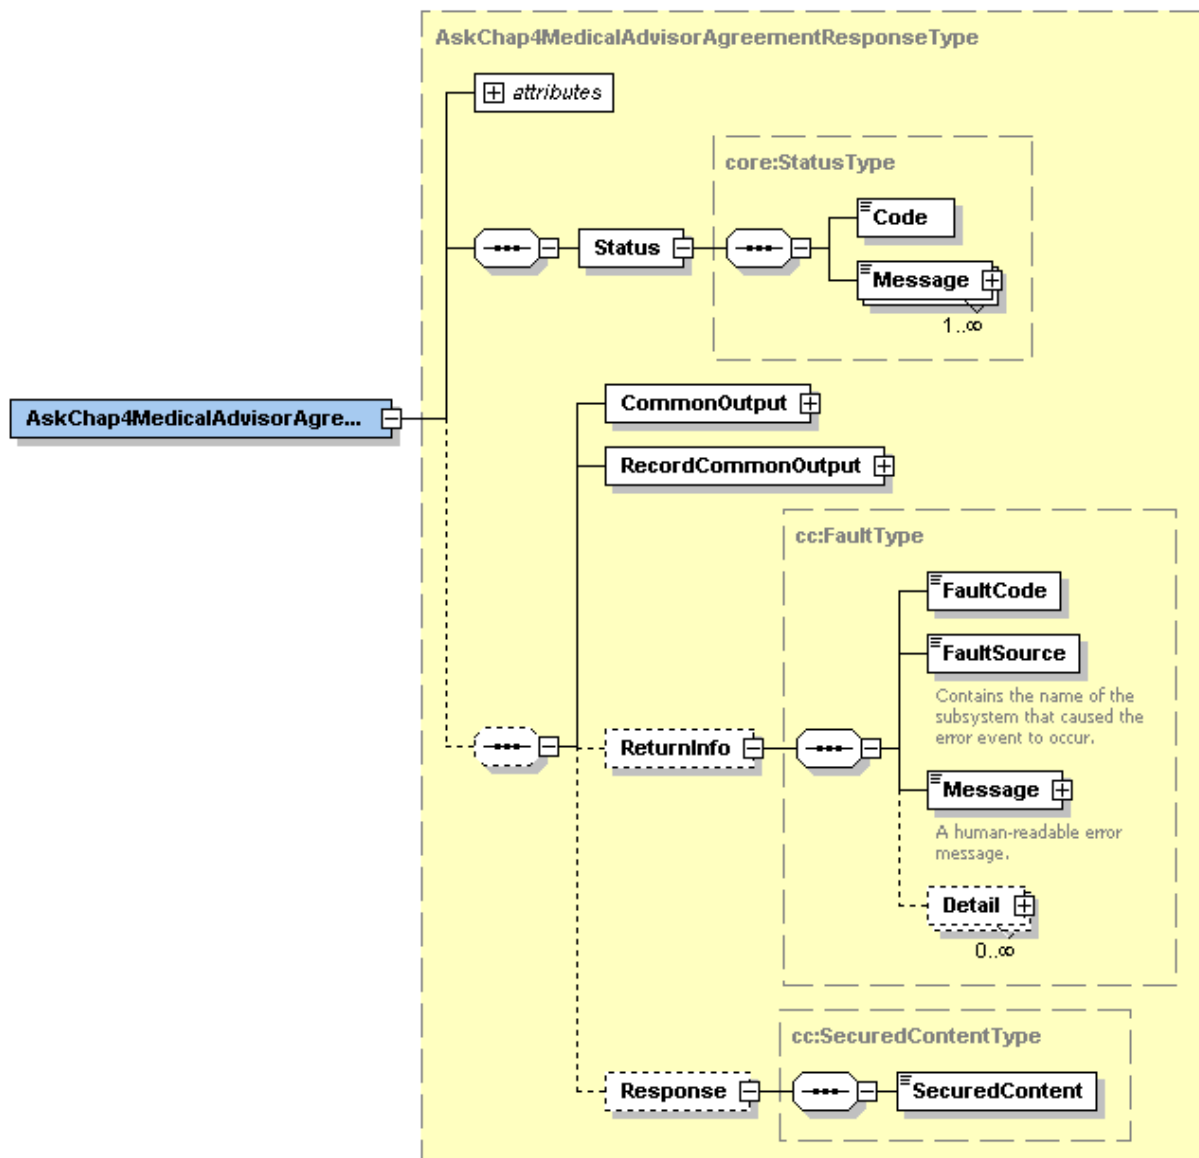 AskChap4MedicalAdvisorAgreementResponseType
attributes
core:StatusType
Code
Status
Message
1..∞
CommonOutput
AskChap4MedicalAdvisorAgre...
RecordCommonOutput
cc:FaultType
FaultCode
FaultSource
Contains the name of the
subsystem that caused the
error event to occur.
ReturnInfo
Message
A human-readable error
message.
Detail
0..∞
cc:SecuredContentType
Response
SecuredContent